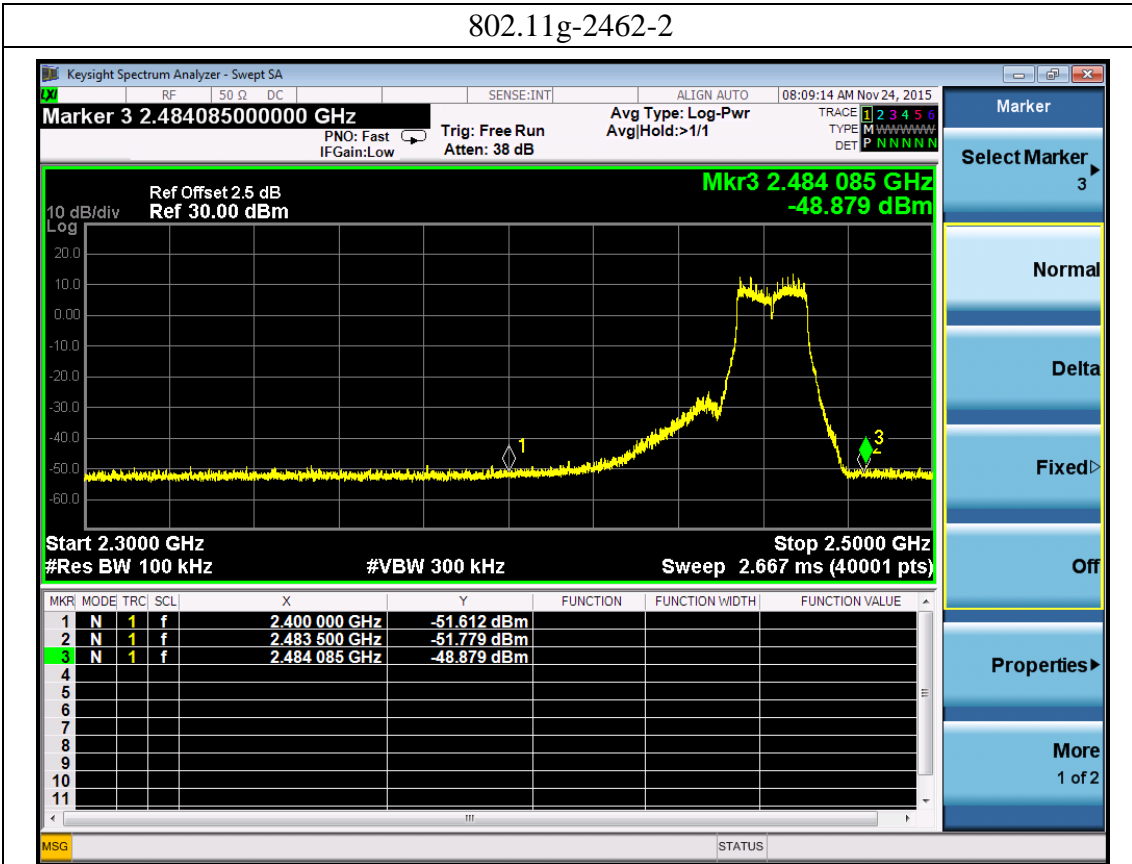 802.11g-2462-2
Keysight Spectrum Analyzer - Swept SA
LXI RF 50 Ω DC SENSE:INT ALIGN AUTO 08:09:14 AM Nov 24, 2015
Marker 3 2.484085000000 GHz
PNO: Fast
IFGain:Low
Trig: Free Run
Atten: 38 dB
Avg Type: Log-Pwr
Avg|Hold:>1/1
TRACE 1 2 3 4 5 6
TYPE M WWWWW
DET P N N N N N
Mkr3 2.484 085 GHz
-48.879 dBm
Ref Offset 2.5 dB
10 dB/div Ref 30.00 dBm
Log
20.0
10.0
0.00
-10.0
-20.0
-30.0
-40.0
-50.0
-60.0
1
3
2
Start 2.3000 GHz Stop 2.5000 GHz
#Res BW 100 kHz #VBW 300 kHz Sweep 2.667 ms (40001 pts)
MKR MODE TRC SCL X Y FUNCTION FUNCTION WIDTH FUNCTION VALUE
1 N 1 f 2.400 000 GHz -51.612 dBm
2 N 1 f 2.483 500 GHz -51.779 dBm
3 N 1 f 2.484 085 GHz -48.879 dBm
4
5
6
7
8
9
10
11
MSG STATUS
Marker
Select Marker
3
Normal
Delta
Fixed
Off
Properties
More
1 of 2